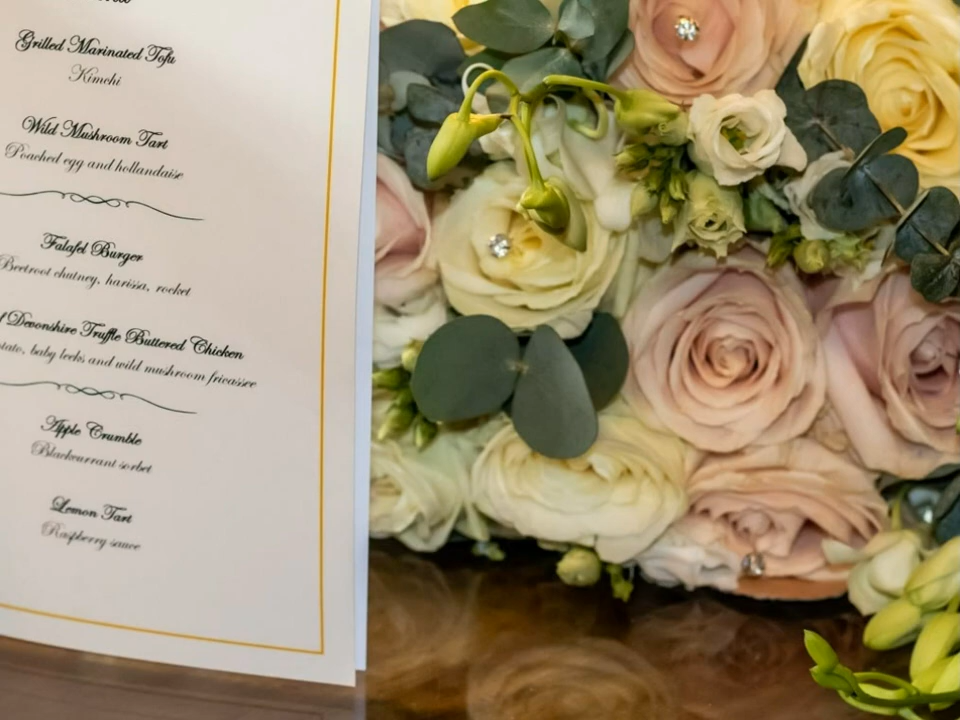 Grilled Marinated Tofu
Kimchi
Wild Mushroom Tart
Poached egg and hollandaise
Falafel Burger
Beetroot chutney, harissa, rocket
Devonshire Truffle Buttered Chicken
baby leeks and wild mushroom fricassee
Apple Crumble
Blackcurrant sorbet
Lemon Tart
Raspberry sauce